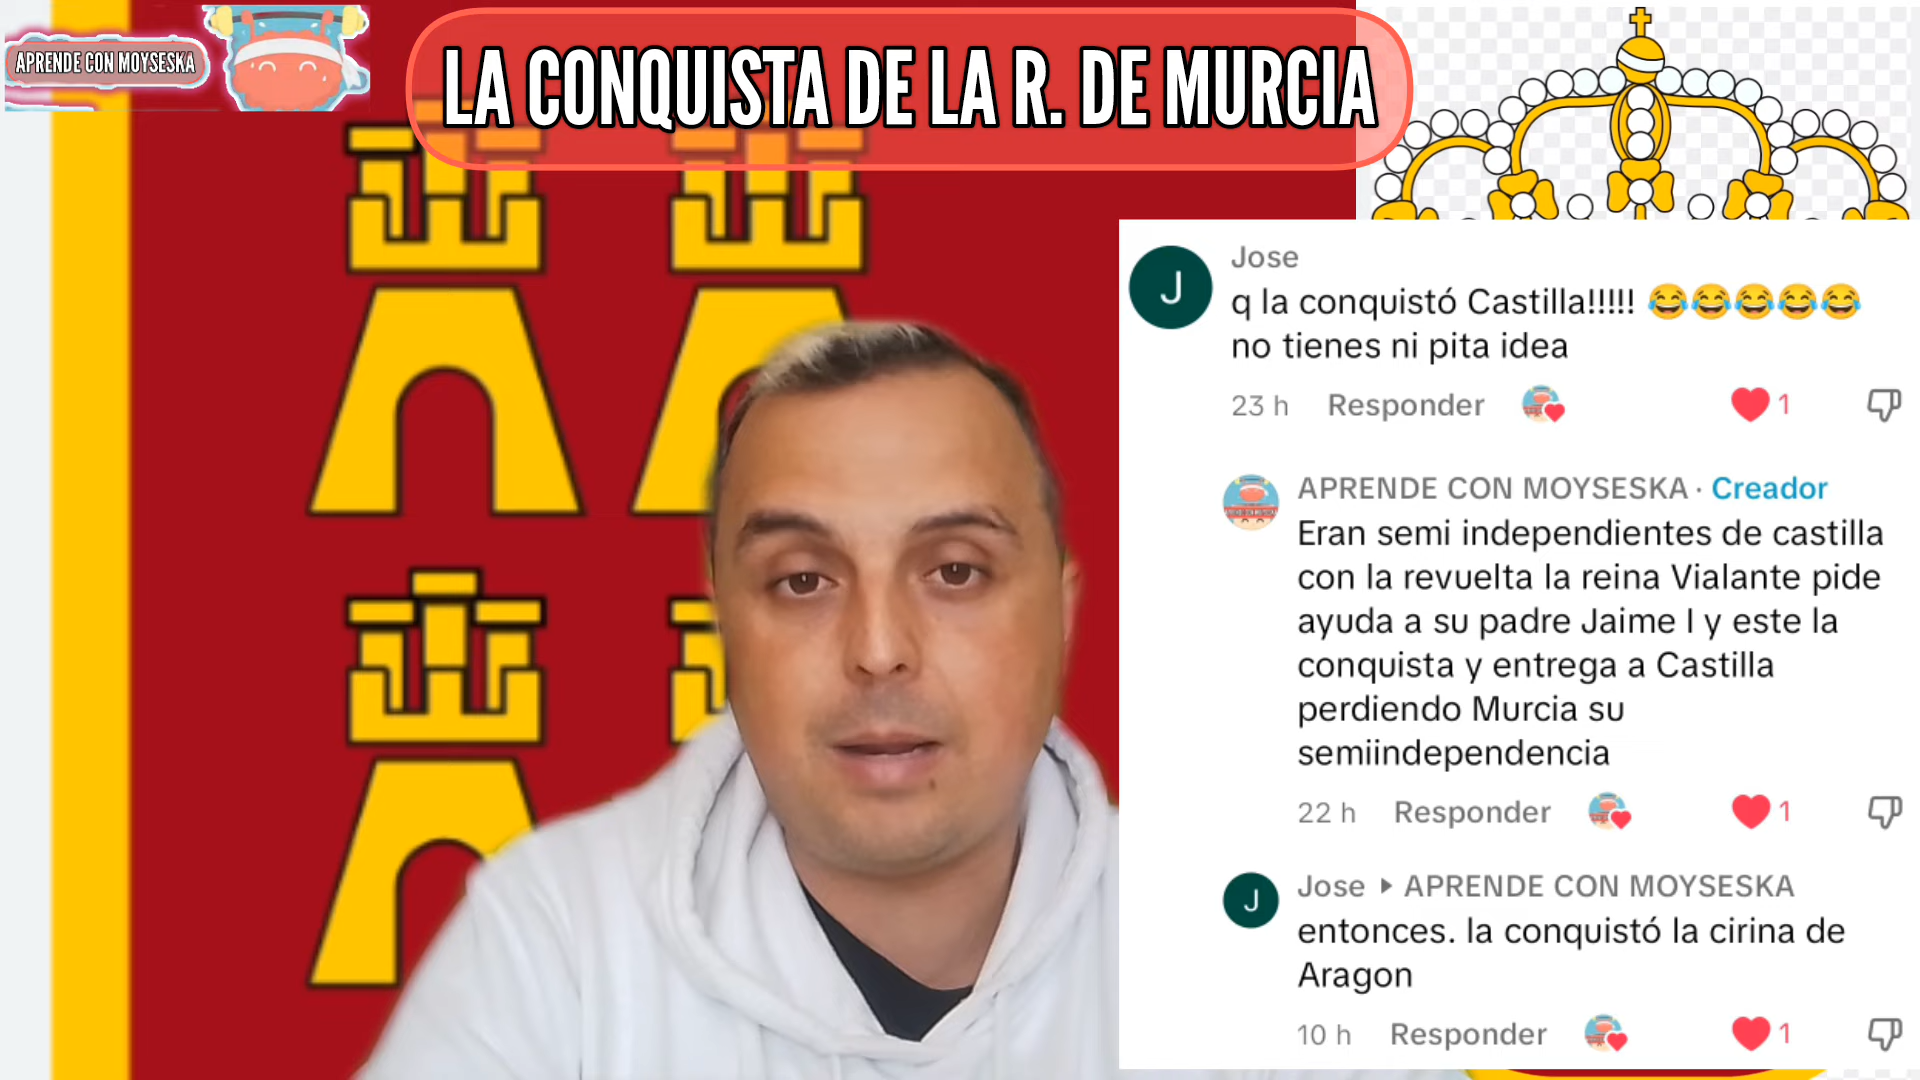 APRENDE CON MOYSESKA
LA CONQUISTA DE LA R. DE MURCIA
J
Jose
q la conquistó Castilla!!!!! 😂😂😂😂😂
no tienes ni pita idea
23 h Responder 1
APRENDE CON MOYSESKA · Creador
Eran semi independientes de castilla
con la revuelta la reina Vialante pide
ayuda a su padre Jaime I y este la
conquista y entrega a Castilla
perdiendo Murcia su
semiindependencia
22 h Responder 1
J
Jose ▸ APRENDE CON MOYSESKA
entonces. la conquistó la cirina de
Aragon
10 h Responder 1